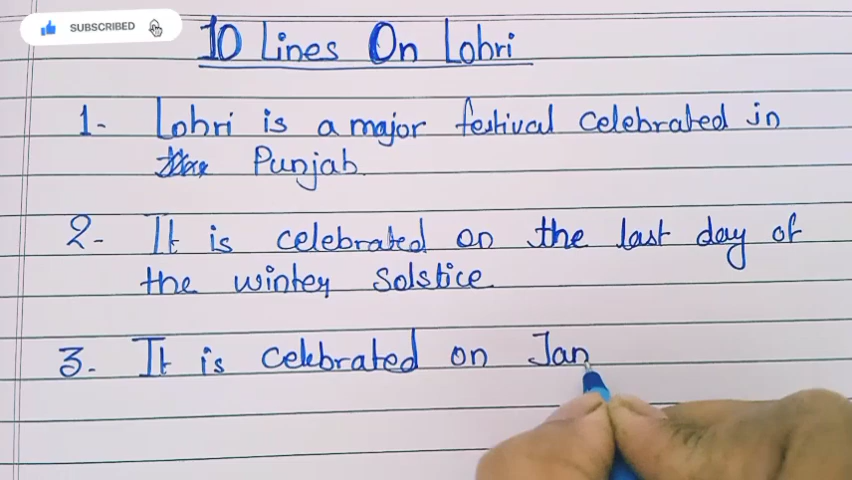 SUBSCRIBED
10 Lines On Lohri
1- Lohri is a major festival celebrated in
Punjab
2- It is celebrated on the last day of
the winter solstice
3. It is celebrated on Jan